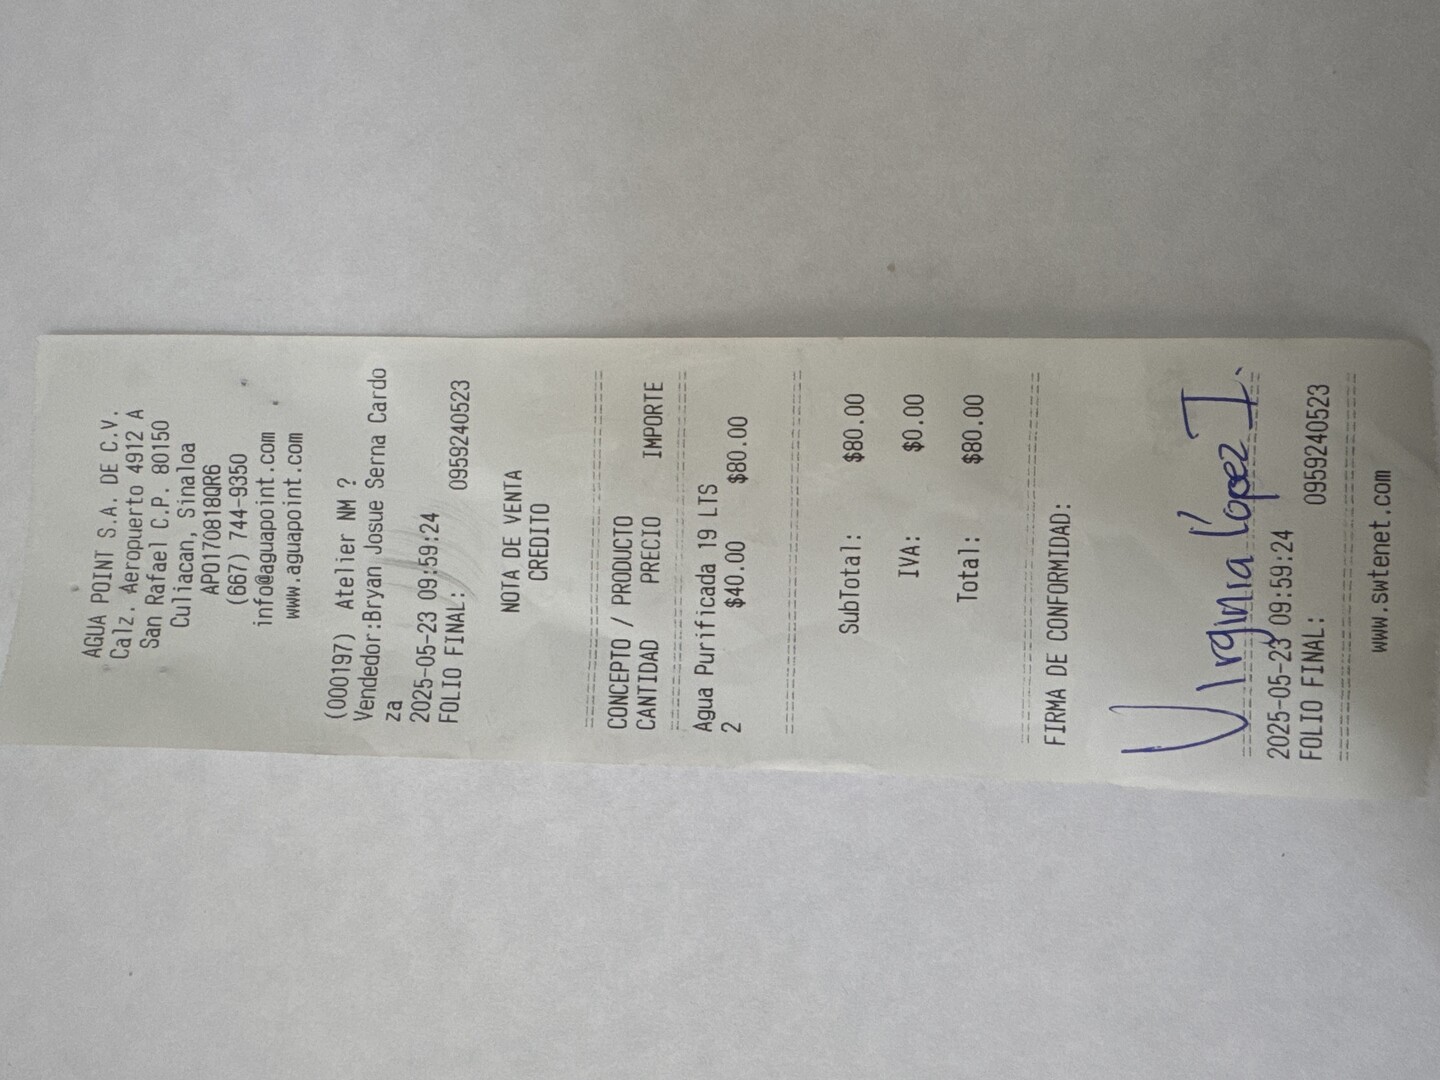 AGUA POINT S.A. DE C.V.
Calz. Aeropuerto 4912 A
San Rafael C.P. 80150
Culiacan, Sinaloa
APO170818QR6
(667) 744-9350
info@aguapoint.com
www.aguapoint.com
(000197) Atelier NM ?
Vendedor:Bryan Josue Serna Cardo
za
2025-05-23 09:59:24
FOLIO FINAL: 0959240523
NOTA DE VENTA
CREDITO
CONCEPTO / PRODUCTO
CANTIDAD PRECIO IMPORTE
Agua Purificada 19 LTS
2 $40.00 $80.00
SubTotal: $80.00
IVA: $0.00
Total: $80.00
FIRMA DE CONFORMIDAD:
Virginia López I.
2025-05-23 09:59:24
FOLIO FINAL: 0959240523
www.swtenet.com